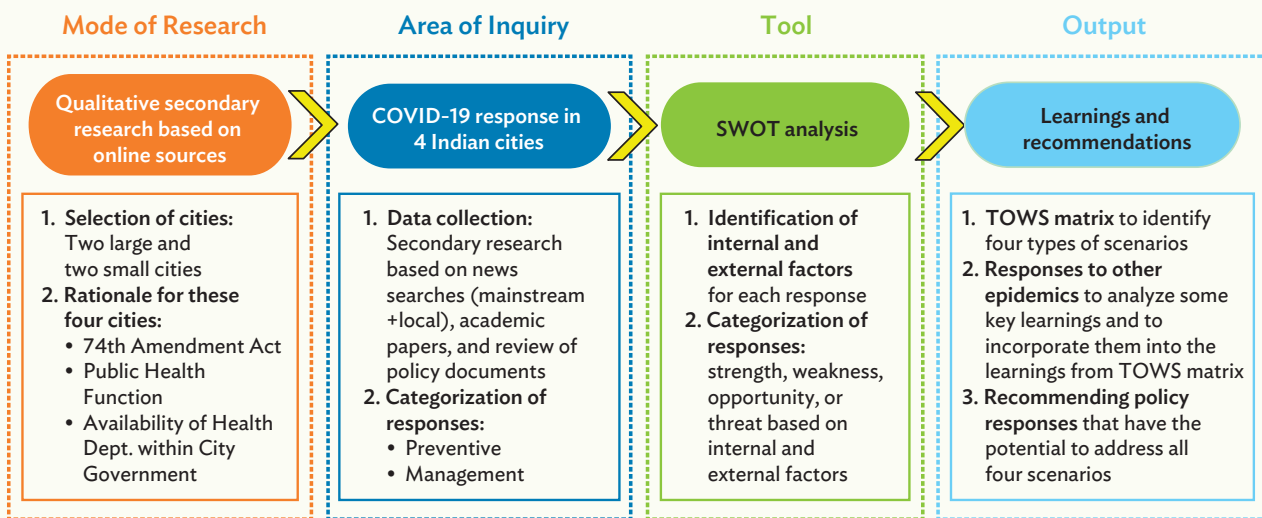 Mode of Research
Qualitative secondary
research based on
online sources
1. Selection of cities:
Two large and
two small cities
2. Rationale for these
four cities:
• 74th Amendment Act
• Public Health
Function
• Availability of Health
Dept. within City
Government
Area of Inquiry
COVID-19 response in
4 Indian cities
1. Data collection:
Secondary research
based on news
searches (mainstream
+local), academic
papers, and review of
policy documents
2. Categorization of
responses:
• Preventive
• Management
Tool
SWOT analysis
1. Identification of
internal and
external factors
for each response
2. Categorization of
responses:
strength, weakness,
opportunity, or
threat based on
internal and
external factors
Output
Learnings and
recommendations
1. TOWS matrix to identify
four types of scenarios
2. Responses to other
epidemics to analyze some
key learnings and to
incorporate them into the
learnings from TOWS matrix
3. Recommending policy
responses that have the
potential to address all
four scenarios